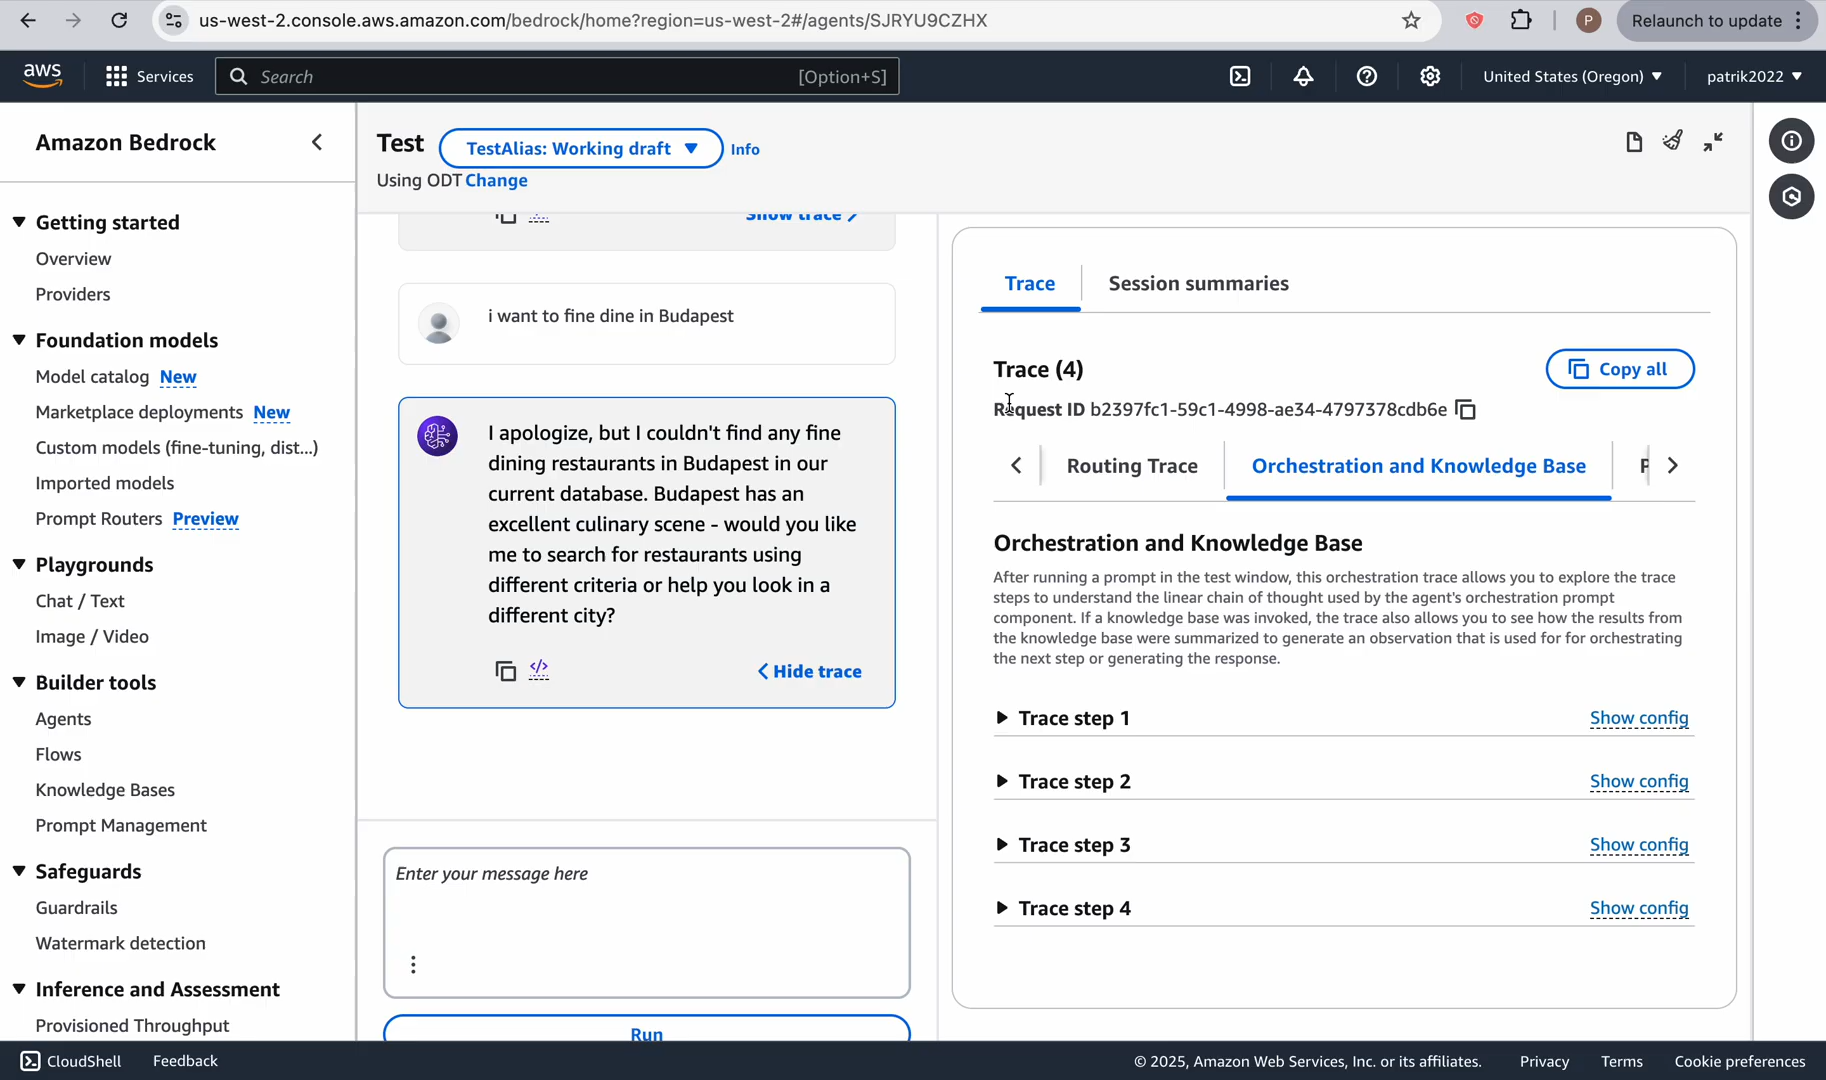 us-west-2.console.aws.amazon.com/bedrock/home?region=us-west-2#/agents/SJRYU9CZHX
P
Relaunch to update
aws
Services
Search
[Option+S]
United States (Oregon)
patrik2022
Amazon Bedrock
Getting started
Overview
Providers
Foundation models
Model catalog New
Marketplace deployments New
Custom models (fine-tuning, dist...)
Imported models
Prompt Routers Preview
Playgrounds
Chat / Text
Image / Video
Builder tools
Agents
Flows
Knowledge Bases
Prompt Management
Safeguards
Guardrails
Watermark detection
Inference and Assessment
Provisioned Throughput
Test
TestAlias: Working draft
Info
Using ODT Change
Show trace
i want to fine dine in Budapest
I apologize, but I couldn't find any fine
dining restaurants in Budapest in our
current database. Budapest has an
excellent culinary scene - would you like
me to search for restaurants using
different criteria or help you look in a
different city?
Hide trace
Enter your message here
Run
Trace
Session summaries
Trace (4)
Copy all
Request ID b2397fc1-59c1-4998-ae34-4797378cdb6e
Routing Trace
Orchestration and Knowledge Base
Orchestration and Knowledge Base
After running a prompt in the test window, this orchestration trace allows you to explore the trace
steps to understand the linear chain of thought used by the agent's orchestration prompt
component. If a knowledge base was invoked, the trace also allows you to see how the results from
the knowledge base were summarized to generate an observation that is used for for orchestrating
the next step or generating the response.
Trace step 1
Show config
Trace step 2
Show config
Trace step 3
Show config
Trace step 4
Show config
CloudShell
Feedback
© 2025, Amazon Web Services, Inc. or its affiliates.
Privacy
Terms
Cookie preferences